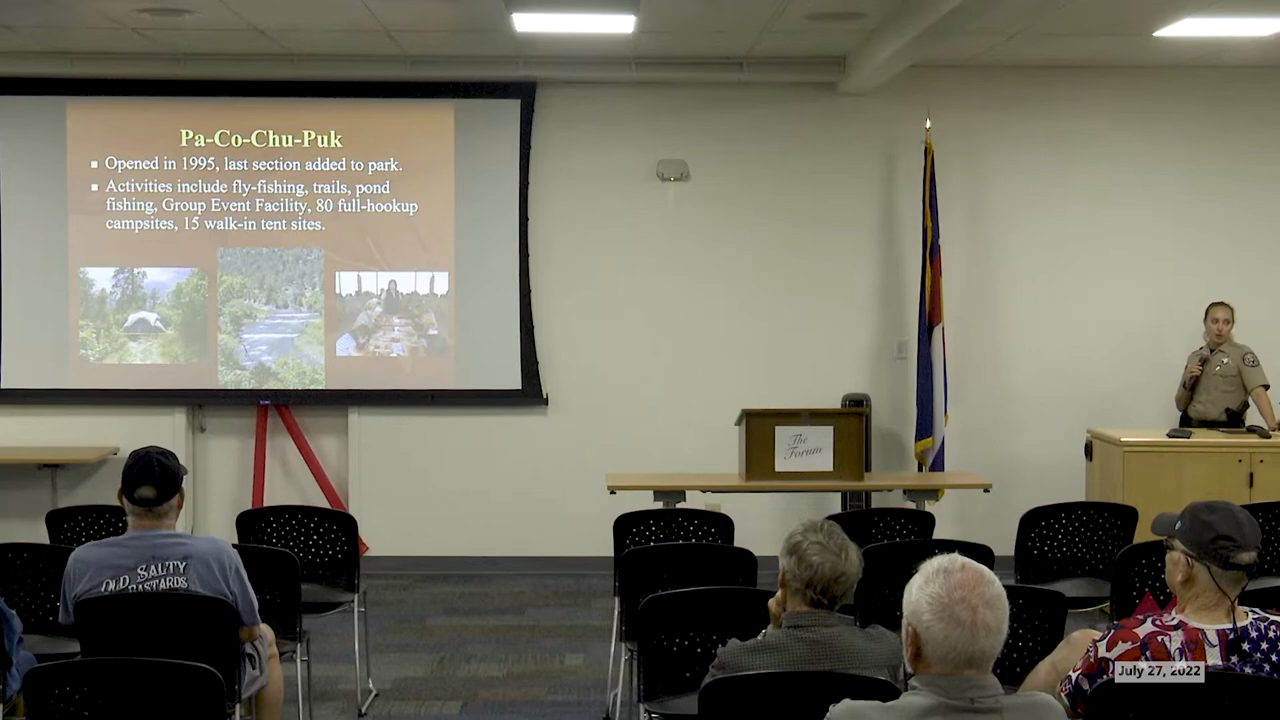 Pa-Co-Chu-Puk
Opened in 1995, last section added to park.
Activities include fly-fishing, trails, pond
fishing, Group Event Facility, 80 full-hookup
campsites, 15 walk-in tent sites.
The
Forum
OLD SALTY
BASTARDS
July 27, 2022